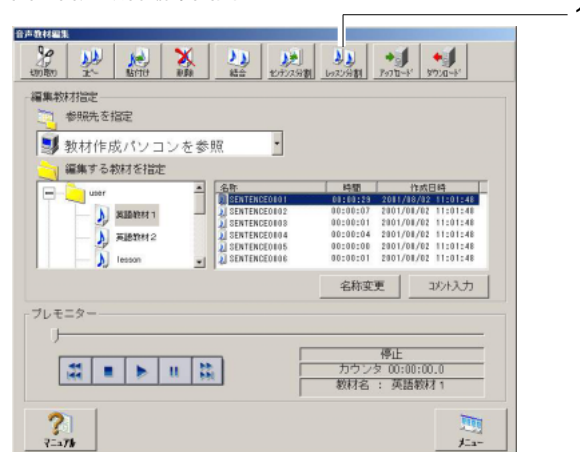 1
音声教材編集
切り取り コピー 貼付け 削除 結合 センテンス分割 レッスン分割 アップロード ダウンロード
編集教材指定
参照先を指定
教材作成パソコンを参照
編集する教材を指定
user
英語教材1
英語教材2
lesson
名称 時間 作成日時
SENTENCE0001 00:00:29 2001/08/02 11:01:48
SENTENCE0002 00:00:07 2001/08/02 11:01:48
SENTENCE0003 00:00:01 2001/08/02 11:01:48
SENTENCE0004 00:00:04 2001/08/02 11:01:48
SENTENCE0005 00:00:00 2001/08/02 11:01:48
SENTENCE0006 00:00:01 2001/08/02 11:01:48
名称変更 コメント入力
プレモニター
停止
カウンタ 00:00:00.0
教材名 : 英語教材1
マニュアル
メニュー